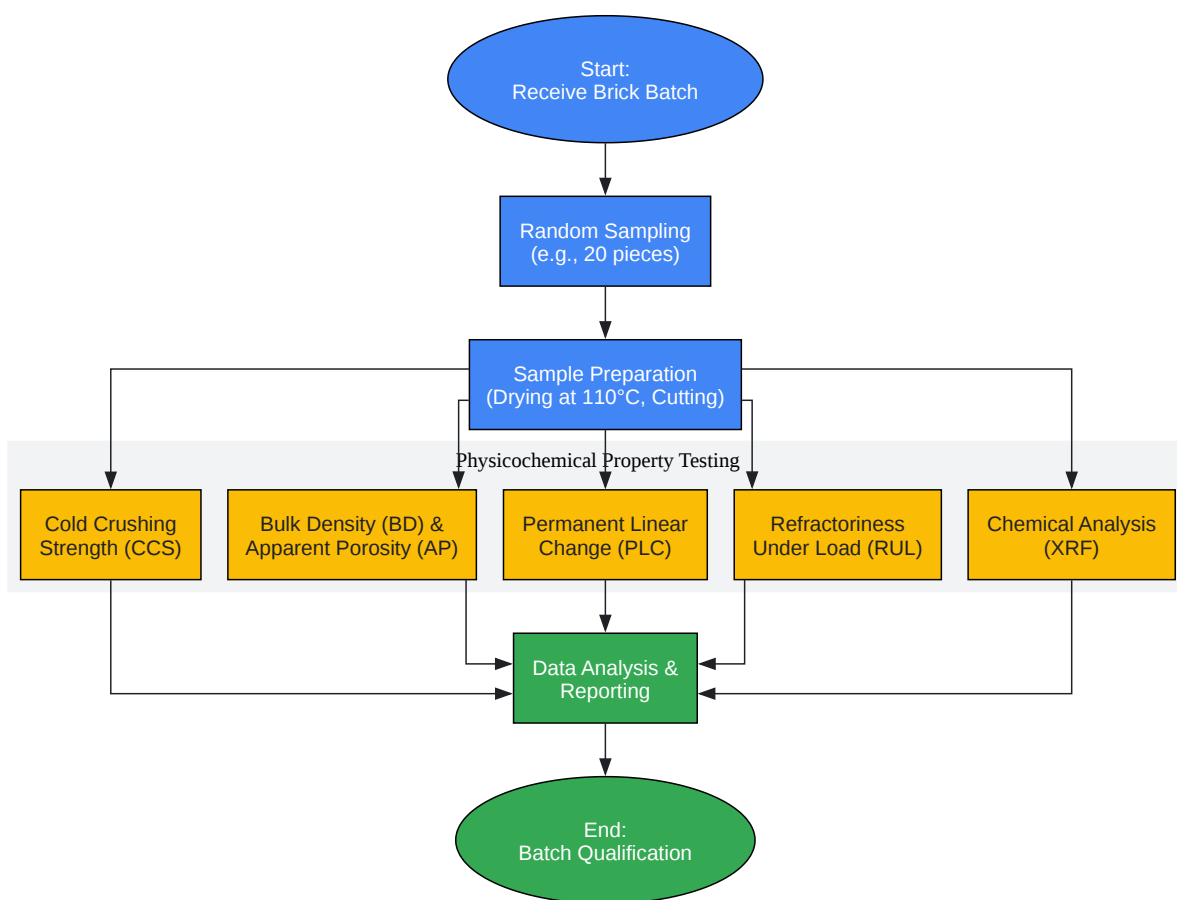 Start:
Receive Brick Batch
Random Sampling
(e.g., 20 pieces)
Sample Preparation
(Drying at 110°C, Cutting)
Physicochemical Property Testing
Cold Crushing
Strength (CCS)
Bulk Density (BD) &
Apparent Porosity (AP)
Permanent Linear
Change (PLC)
Refractoriness
Under Load (RUL)
Chemical Analysis
(XRF)
Data Analysis &
Reporting
End:
Batch Qualification